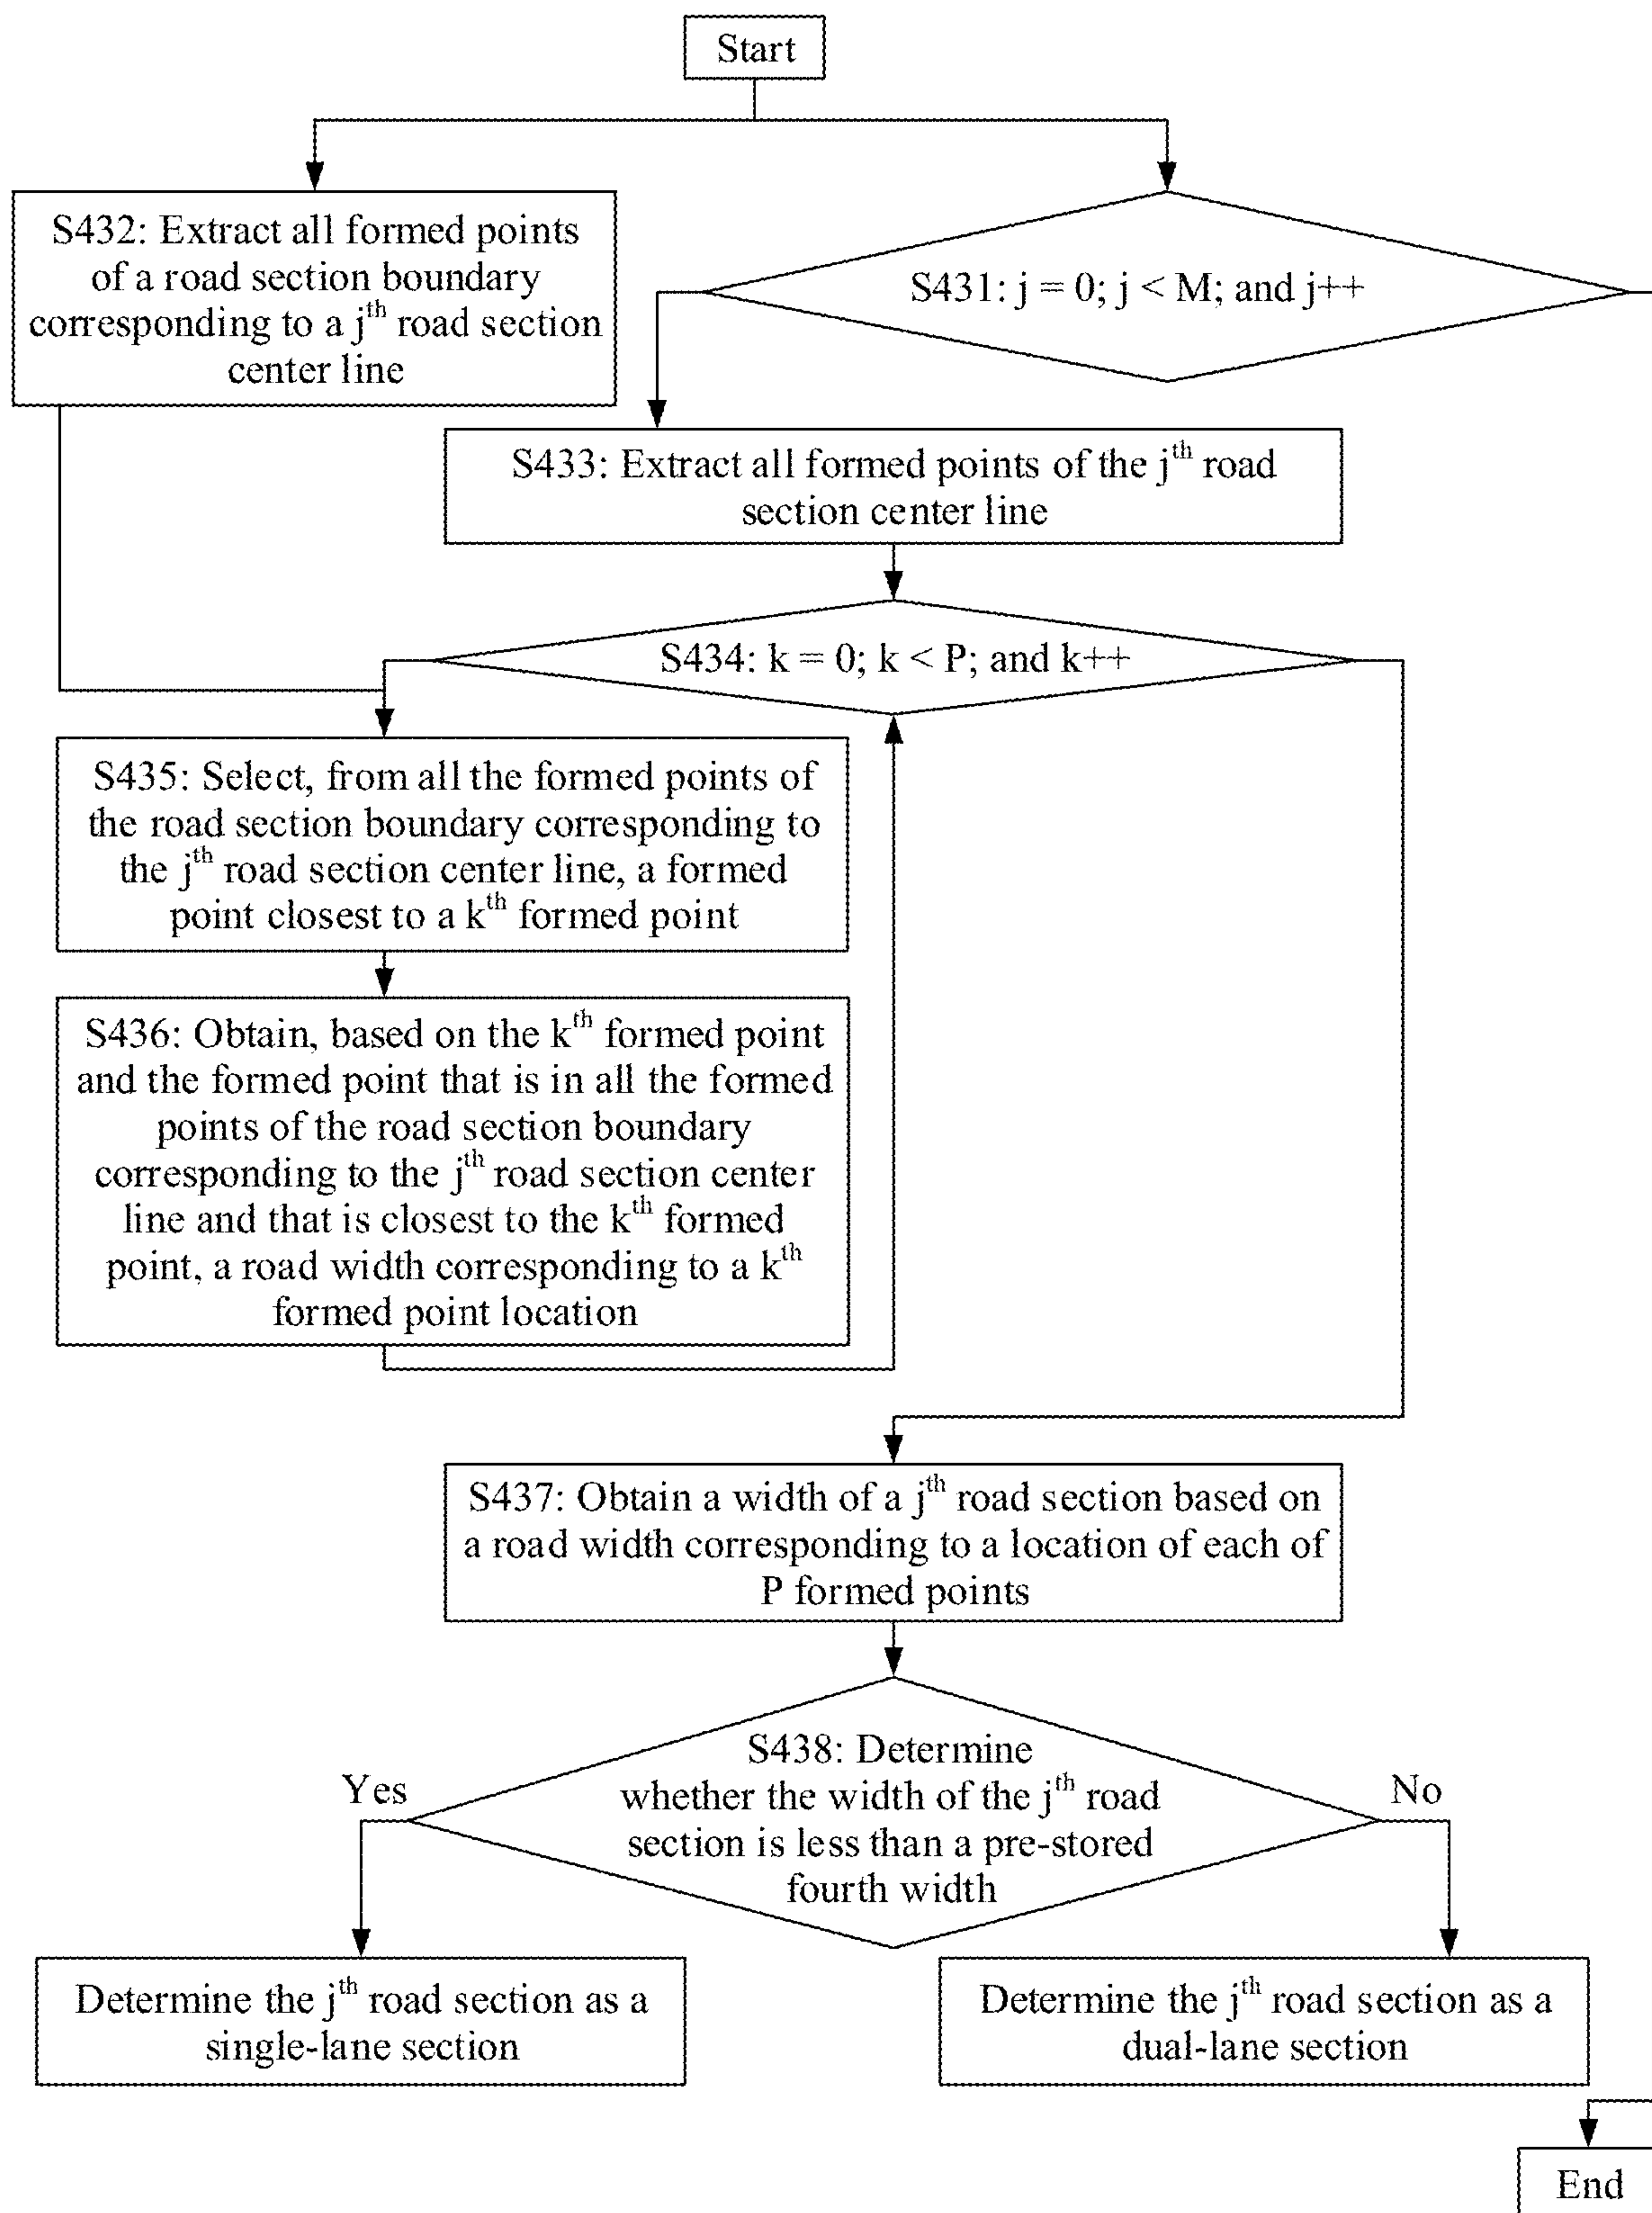 Start
S432: Extract all formed points
of a road section boundary
corresponding to a jth road section
center line
S431: j = 0; j < M; and j++
S433: Extract all formed points of the jth road
section center line
S434: k = 0; k < P; and k++
S435: Select, from all the formed points of
the road section boundary corresponding to
the jth road section center line, a formed
point closest to a kth formed point
S436: Obtain, based on the kth formed point
and the formed point that is in all the formed
points of the road section boundary
corresponding to the jth road section center
line and that is closest to the kth formed
point, a road width corresponding to a kth
formed point location
S437: Obtain a width of a jth road section based on
a road width corresponding to a location of each of
P formed points
S438: Determine
whether the width of the jth road
section is less than a pre-stored
fourth width
Yes
No
Determine the jth road section as a
single-lane section
Determine the jth road section as a
dual-lane section
End